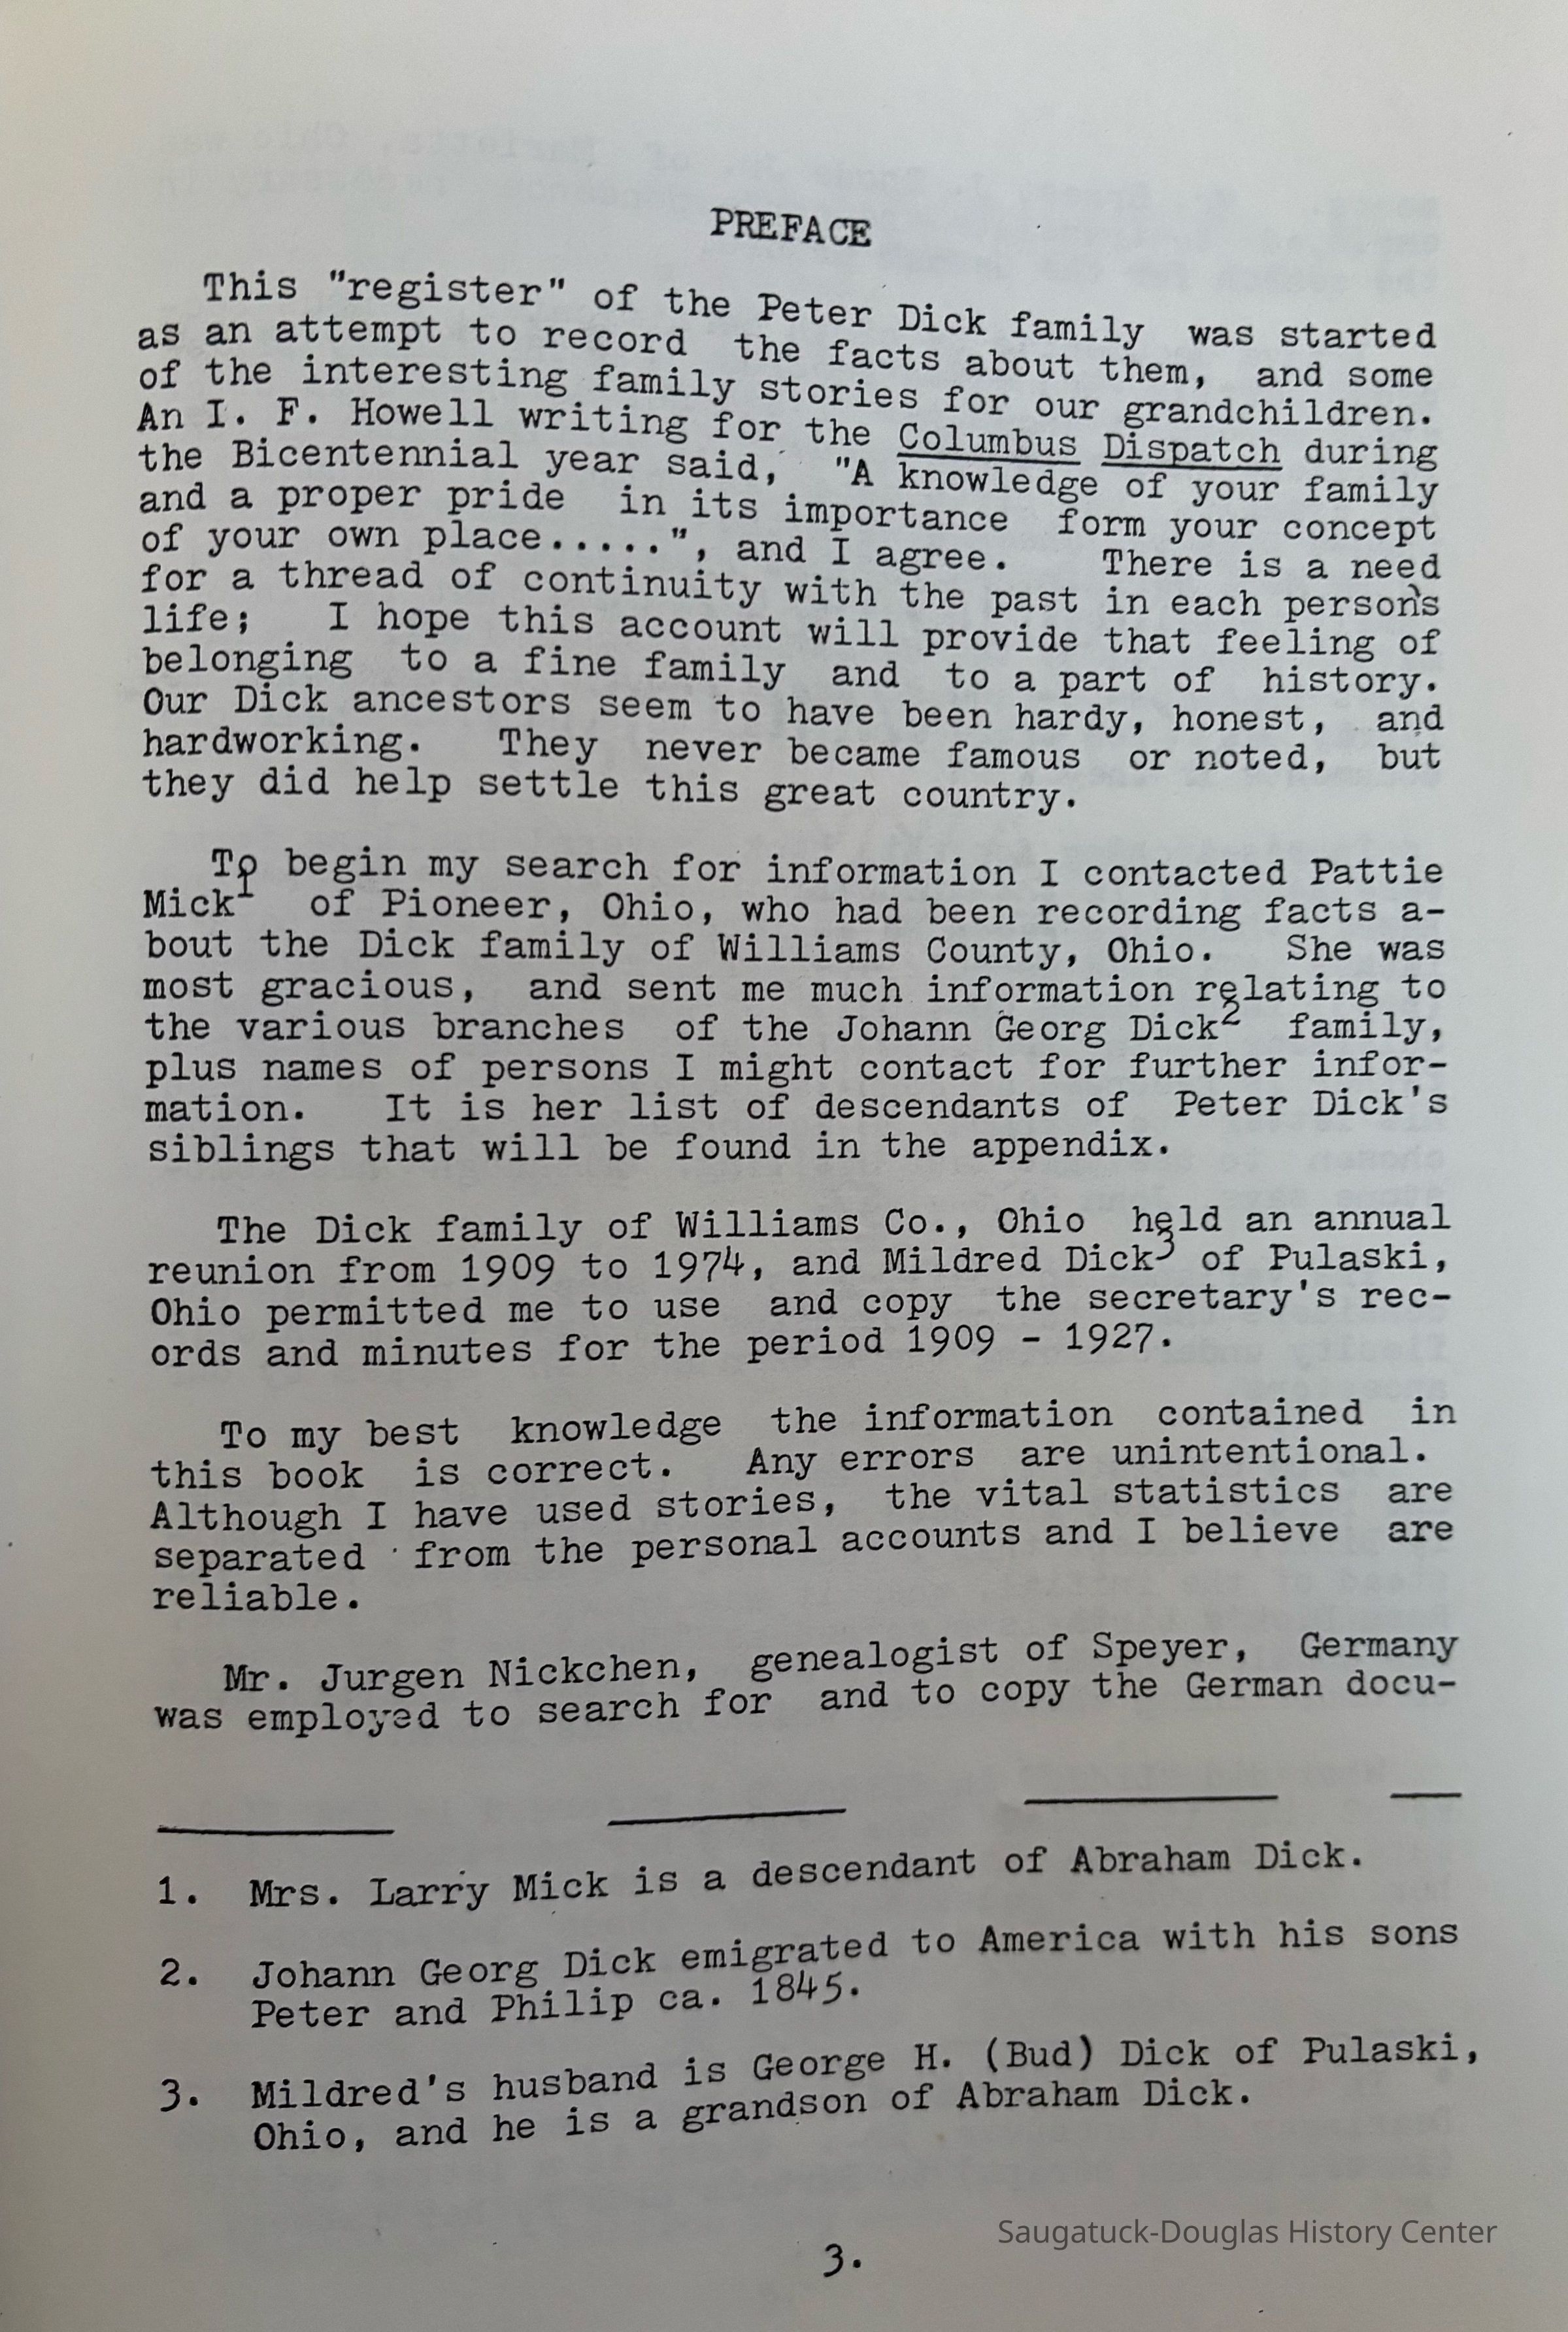 PREFACE
This "register" of the Peter Dick family was started
as an attempt to record the facts about them, and some
of the interesting family stories for our grandchildren.
An I. F. Howell writing for the Columbus Dispatch during
the Bicentennial year said, "A knowledge of your family
and a proper pride in its importance form your concept
of your own place.....", and I agree. There is a need
for a thread of continuity with the past in each person's
life; I hope this account will provide that feeling of
belonging to a fine family and to a part of history.
Our Dick ancestors seem to have been hardy, honest, and
hardworking. They never became famous or noted, but
they did help settle this great country.
To begin my search for information I contacted Pattie
Mick1 of Pioneer, Ohio, who had been recording facts a-
bout the Dick family of Williams County, Ohio. She was
most gracious, and sent me much information relating to
the various branches of the Johann Georg Dick2 family,
plus names of persons I might contact for further infor-
mation. It is her list of descendants of Peter Dick's
siblings that will be found in the appendix.
The Dick family of Williams Co., Ohio held an annual
reunion from 1909 to 1974, and Mildred Dick3 of Pulaski,
Ohio permitted me to use and copy the secretary's rec-
ords and minutes for the period 1909 - 1927.
To my best knowledge the information contained in
this book is correct. Any errors are unintentional.
Although I have used stories, the vital statistics are
separated from the personal accounts and I believe are
reliable.
Mr. Jurgen Nickchen, genealogist of Speyer, Germany
was employed to search for and to copy the German docu-
1. Mrs. Larry Mick is a descendant of Abraham Dick.
2. Johann Georg Dick emigrated to America with his sons
Peter and Philip ca. 1845.
3. Mildred's husband is George H. (Bud) Dick of Pulaski,
Ohio, and he is a grandson of Abraham Dick.
Saugatuck-Douglas History Center
3.